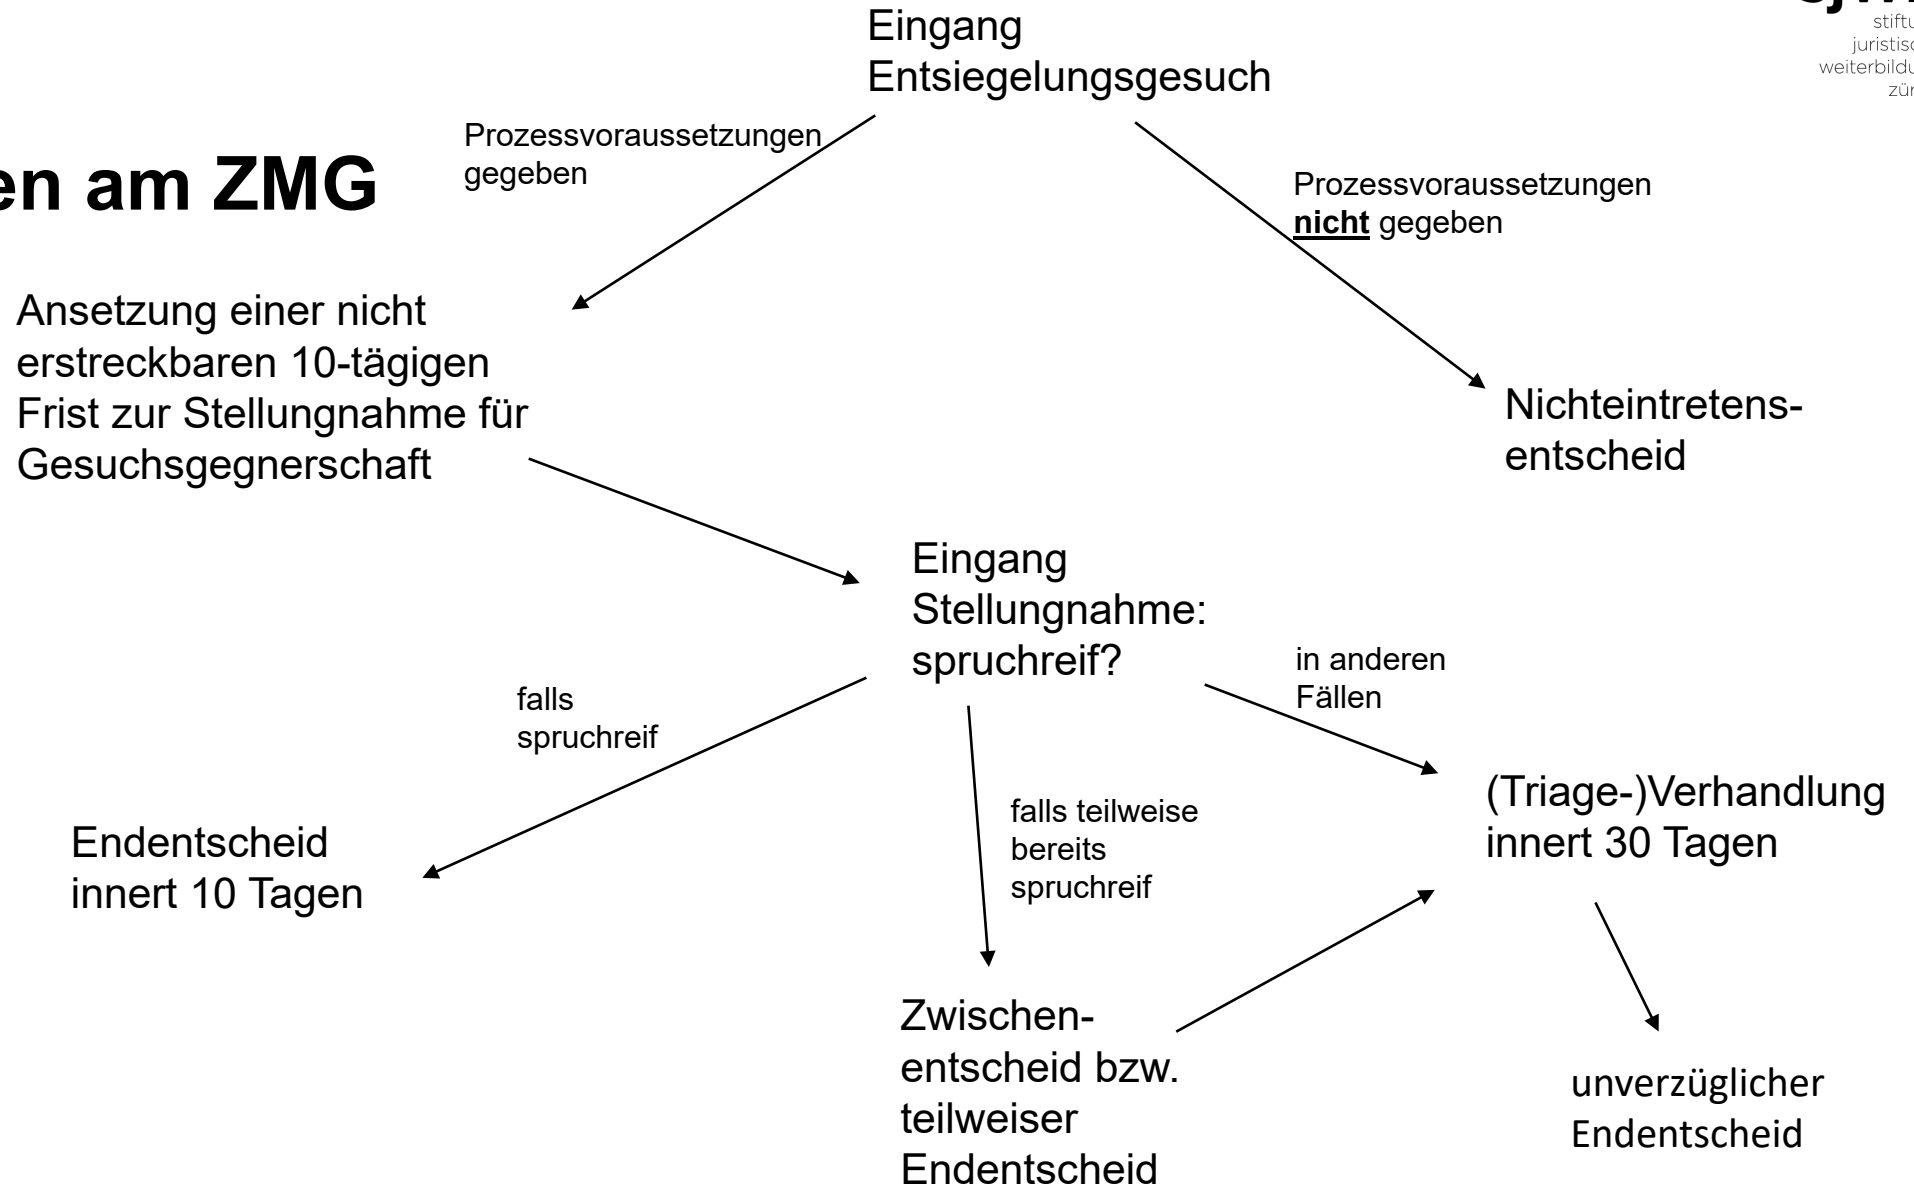 Eingang
Entsiegelungsgesuch
Prozessvoraussetzungen
gegeben
en am ZMG
Prozessvoraussetzungen
nicht gegeben
Ansetzung einer nicht
erstreckbaren 10-tägigen
Frist zur Stellungnahme für
Gesuchsgegnerschaft
Nichteintretens-
entscheid
Eingang
Stellungnahme:
spruchreif?
in anderen
Fällen
falls
spruchreif
falls teilweise
bereits
spruchreif
(Triage-)Verhandlung
innert 30 Tagen
Endentscheid
innert 10 Tagen
Zwischen-
entscheid bzw.
teilweiser
Endentscheid
unverzüglicher
Endentscheid